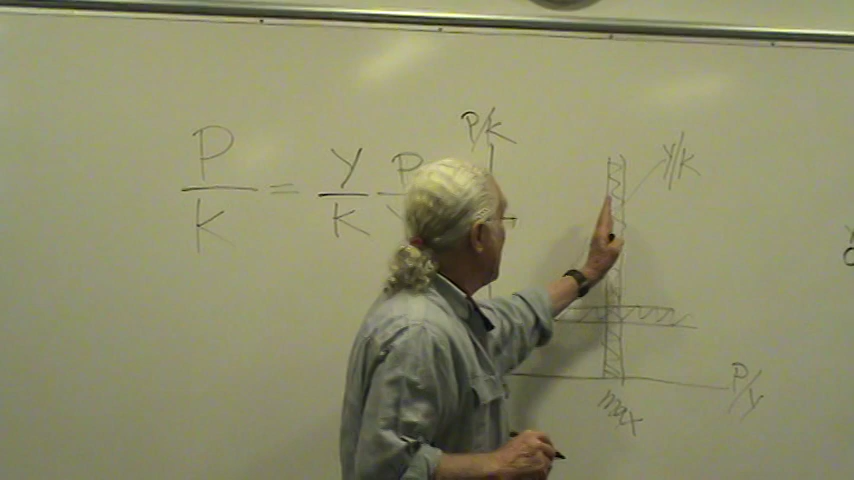 P/K = Y/K P
P/K
Y/K
P/Y
max